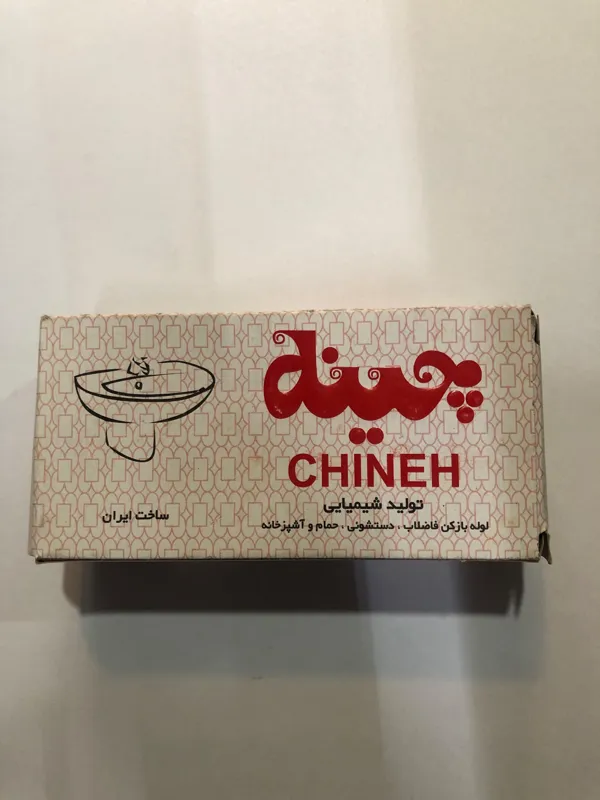 چینه
CHINEH
تولید شیمیایی
لوله بازکن فاضلاب ، دستشوئی ، حمام و آشپزخانه
ساخت ایران